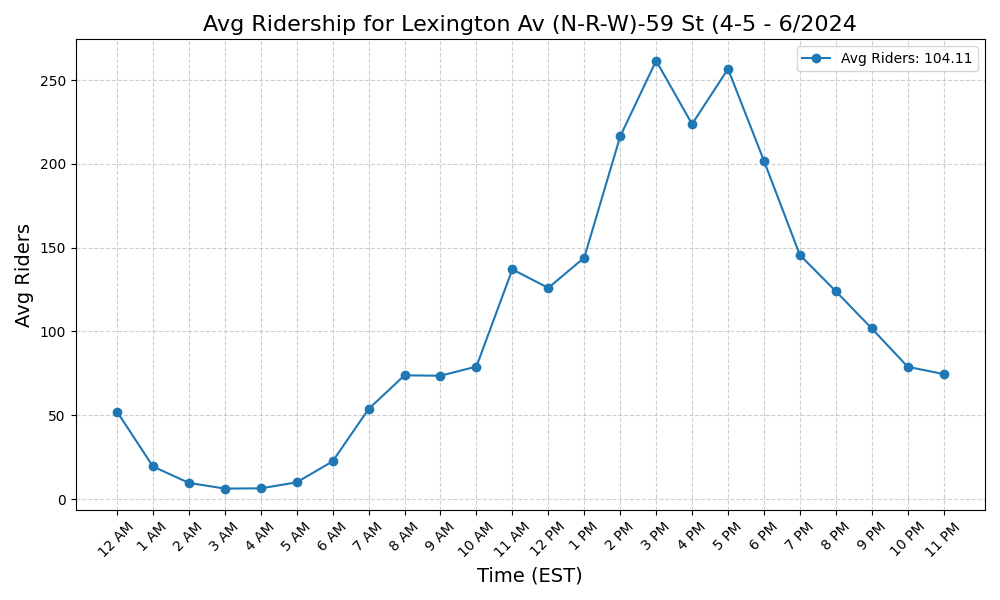 Avg Ridership for Lexington Av (N-R-W)-59 St (4-5 - 6/2024
Avg Riders: 104.11
Avg Riders
250
200
150
100
50
0
12 AM
1 AM
2 AM
3 AM
4 AM
5 AM
6 AM
7 AM
8 AM
9 AM
10 AM
11 AM
12 PM
1 PM
2 PM
3 PM
4 PM
5 PM
6 PM
7 PM
8 PM
9 PM
10 PM
11 PM
Time (EST)